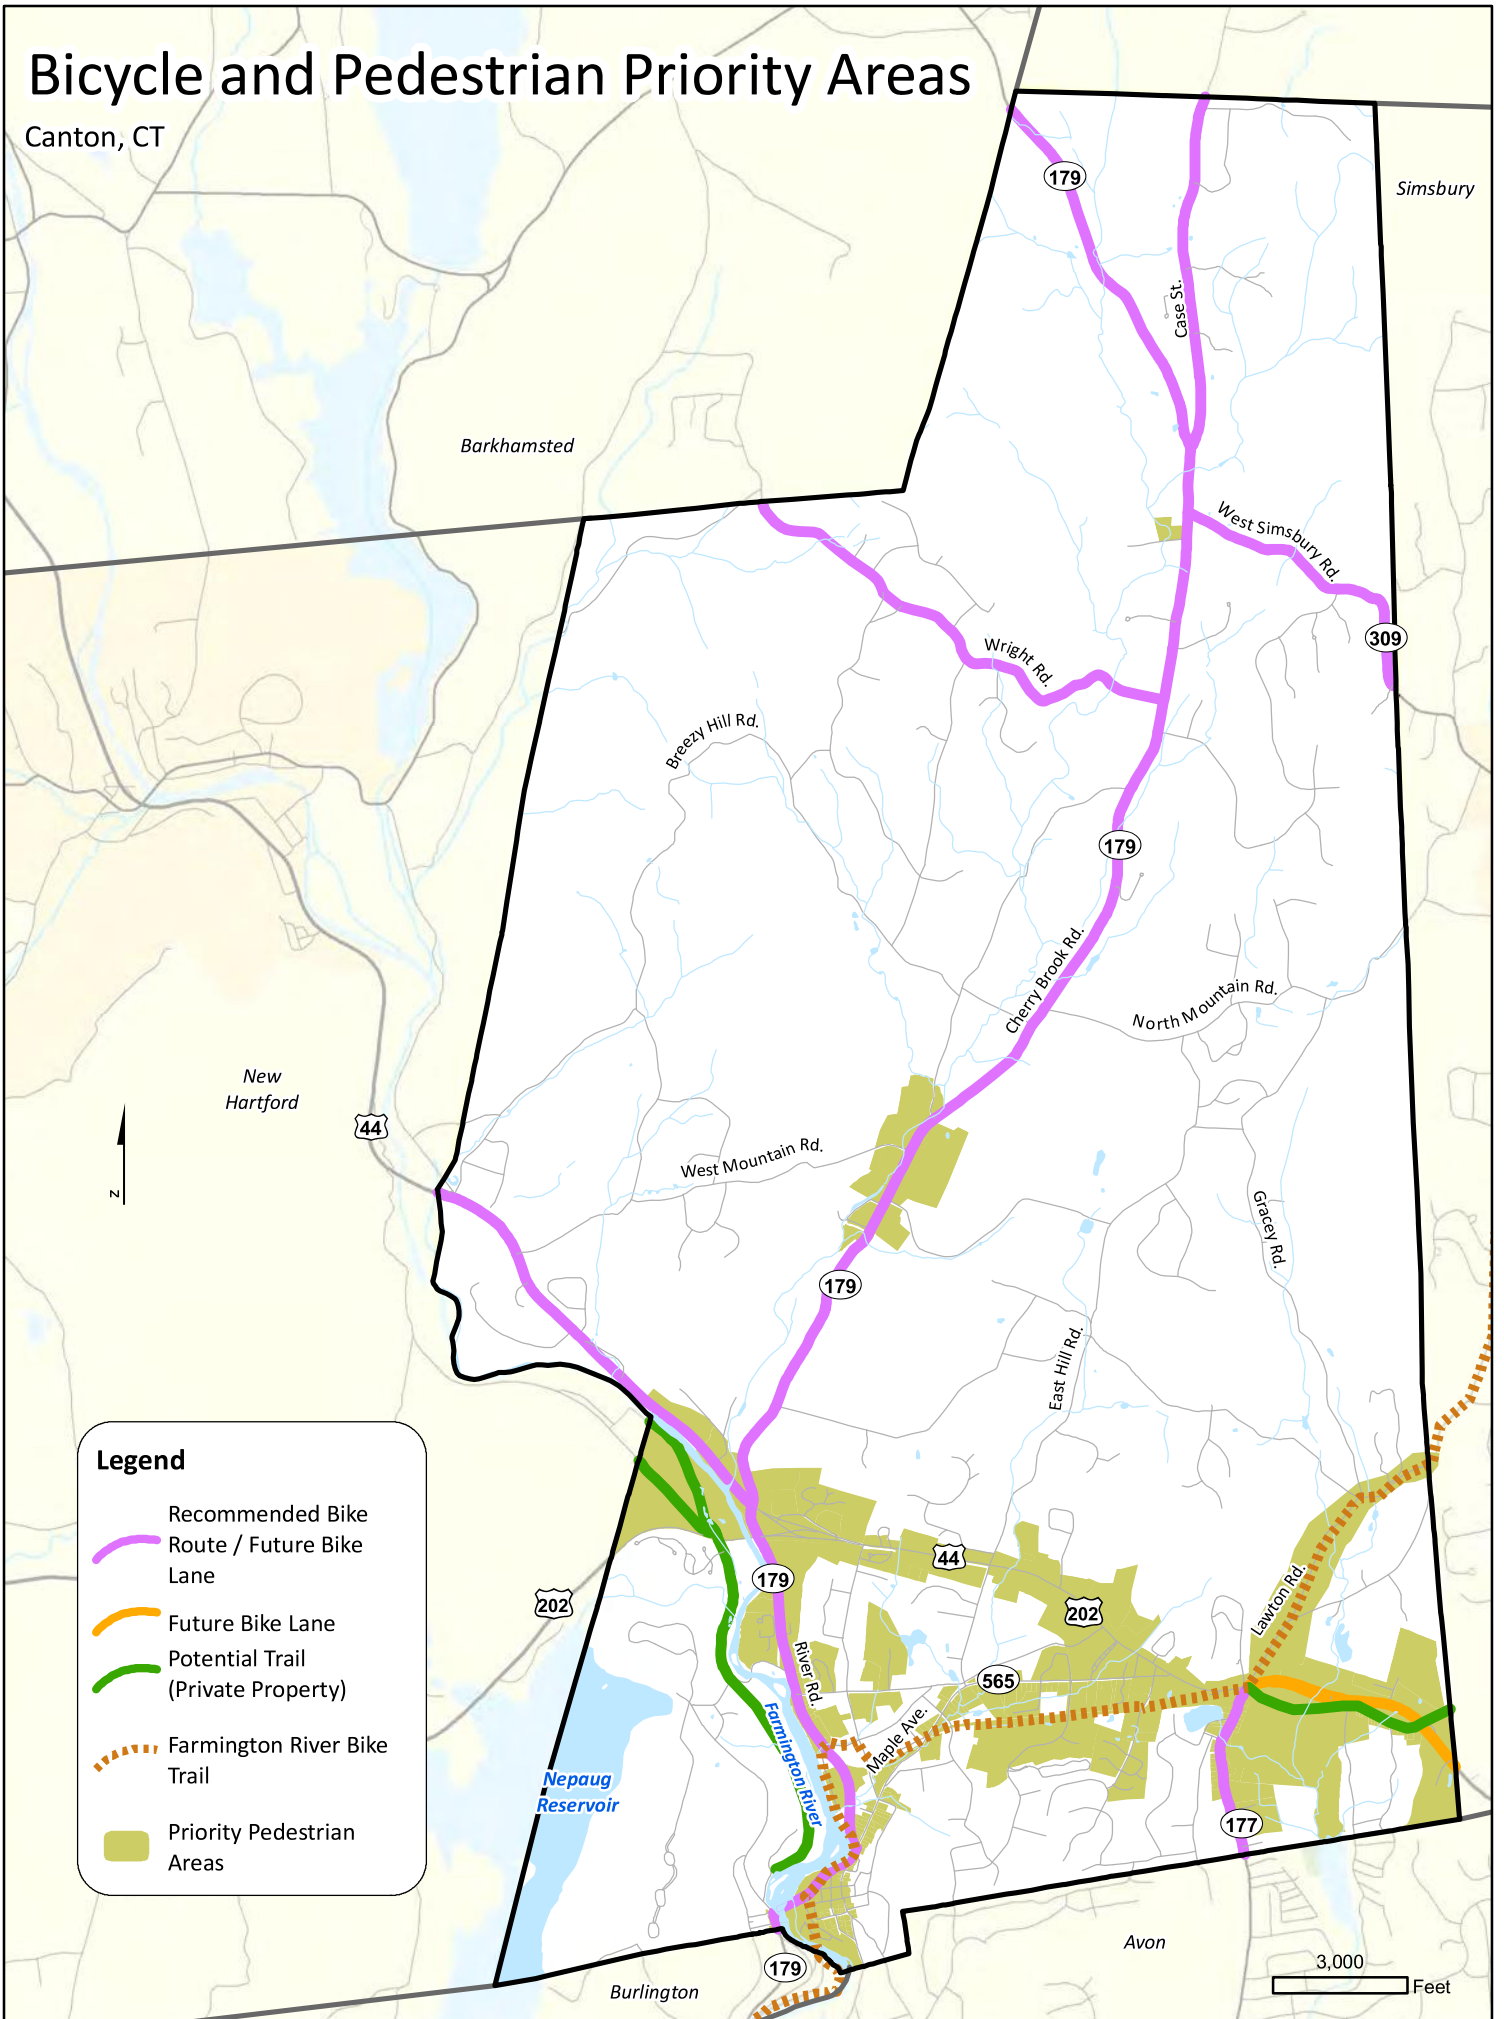 Bicycle and Pedestrian Priority Areas
Canton, CT
179
Simsbury
Case St.
Barkhamsted
West Simsbury Rd.
309
Wright Rd.
Breezy Hill Rd.
179
Cherry Brook Rd.
North Mountain Rd.
New
Hartford
44
West Mountain Rd.
N
Gracey Rd.
179
East Hill Rd.
Legend
Recommended Bike
Route / Future Bike
Lane
Future Bike Lane
Potential Trail
(Private Property)
Farmington River Bike
Trail
Priority Pedestrian
Areas
44
179
202
202
Lawton Rd.
River Rd.
565
Maple Ave.
Farmington River
Nepaug
Reservoir
177
Avon
179
Burlington
3,000
Feet